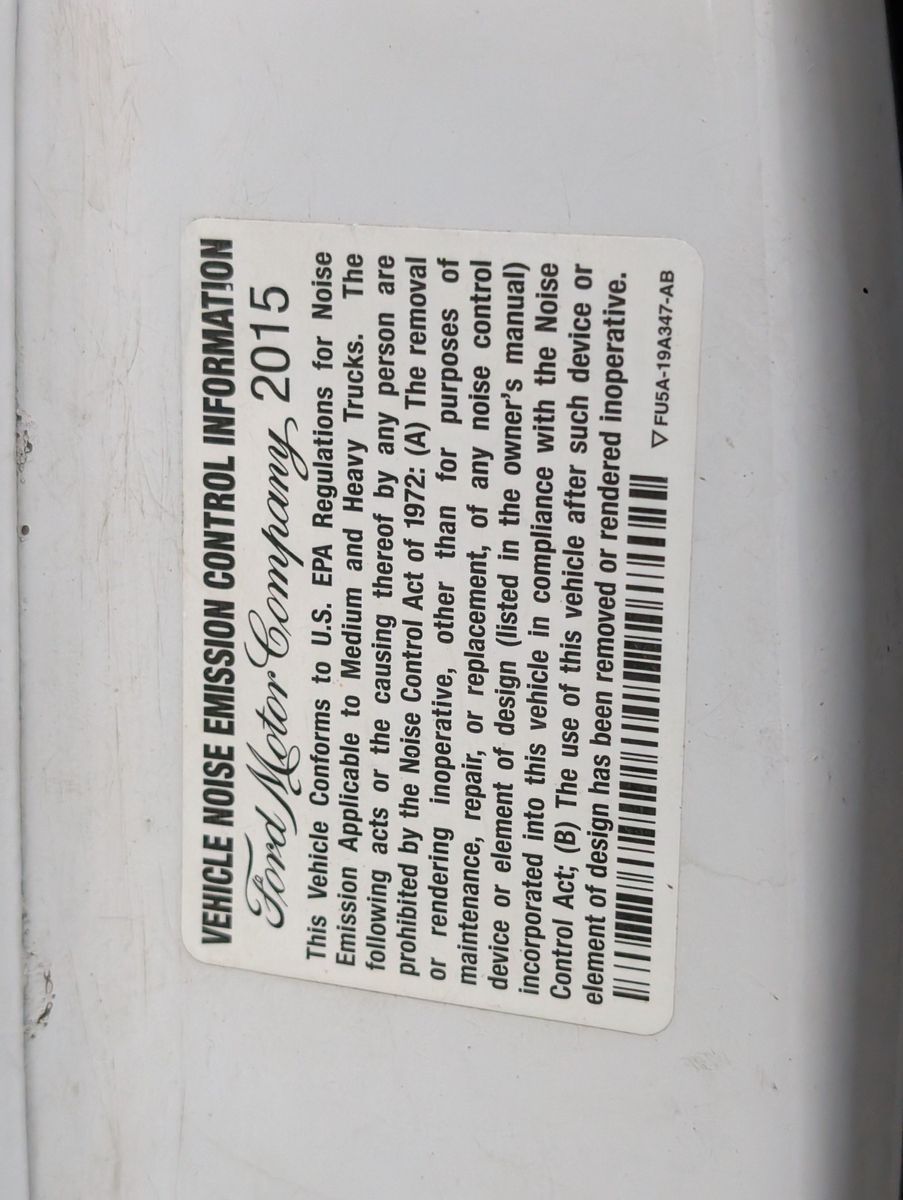 VEHICLE NOISE EMISSION CONTROL INFORMATION
Ford Motor Company, 2015
This Vehicle Conforms to U.S. EPA Regulations for Noise
Emission Applicable to Medium and Heavy Trucks. The
following acts or the causing thereof by any person are
prohibited by the Noise Control Act of 1972: (A) The removal
or rendering inoperative, other than for purposes of
maintenance, repair, or replacement, of any noise control
device or element of design (listed in the owner's manual)
incorporated into this vehicle in compliance with the Noise
Control Act; (B) The use of this vehicle after such device or
element of design has been removed or rendered inoperative.
▽ FU5A-19A347-AB